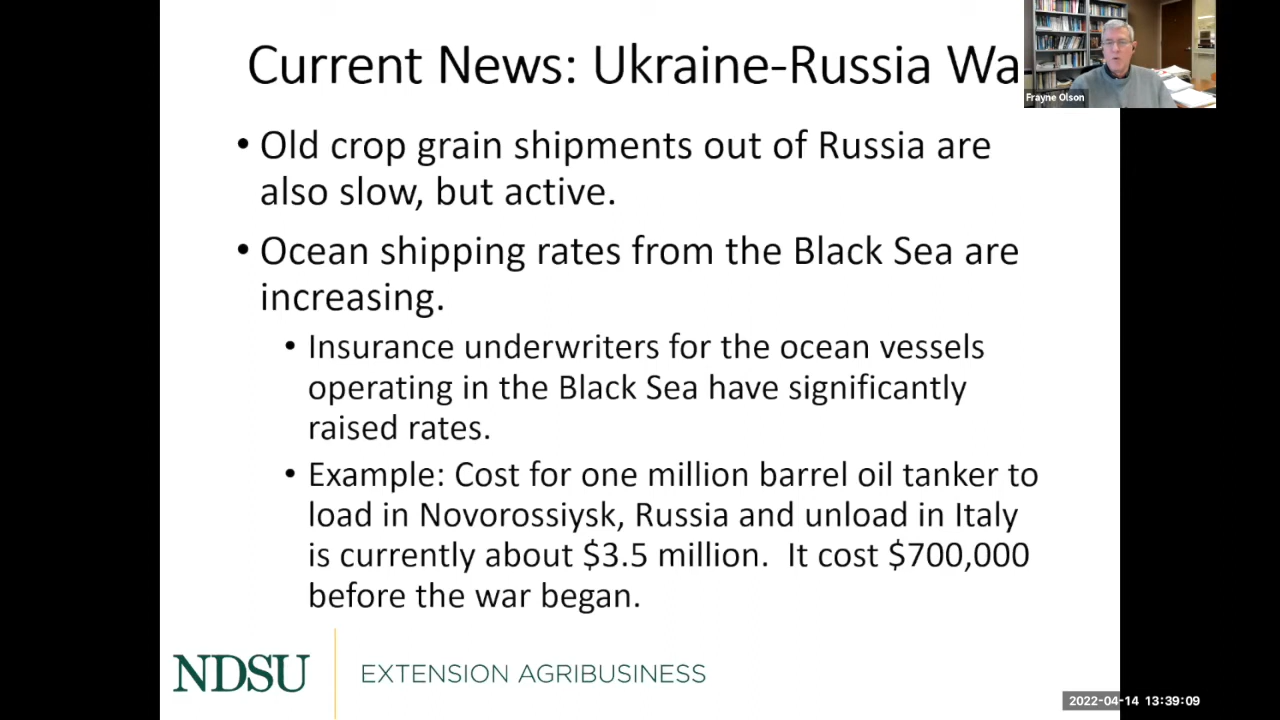 Current News: Ukraine-Russia Wa
Frayne Olson
• Old crop grain shipments out of Russia are
also slow, but active.
• Ocean shipping rates from the Black Sea are
increasing.
• Insurance underwriters for the ocean vessels
operating in the Black Sea have significantly
raised rates.
• Example: Cost for one million barrel oil tanker to
load in Novorossiysk, Russia and unload in Italy
is currently about $3.5 million.  It cost $700,000
before the war began.
NDSU
EXTENSION AGRIBUSINESS
2022-04-14 13:39:09